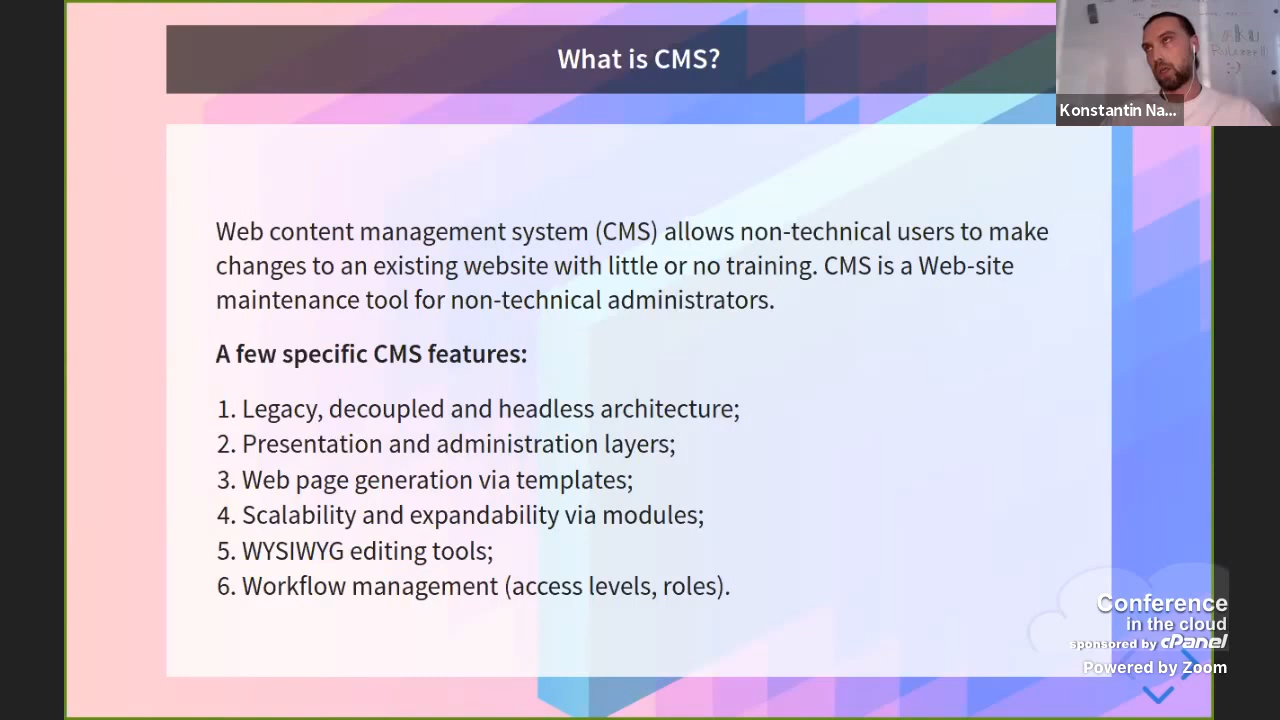 What is CMS?
Konstantin Na...
Web content management system (CMS) allows non-technical users to make
changes to an existing website with little or no training. CMS is a Web-site
maintenance tool for non-technical administrators.
A few specific CMS features:
1. Legacy, decoupled and headless architecture;
2. Presentation and administration layers;
3. Web page generation via templates;
4. Scalability and expandability via modules;
5. WYSIWYG editing tools;
6. Workflow management (access levels, roles).
Conference
in the cloud
sponsored by cPanel
Powered by Zoom